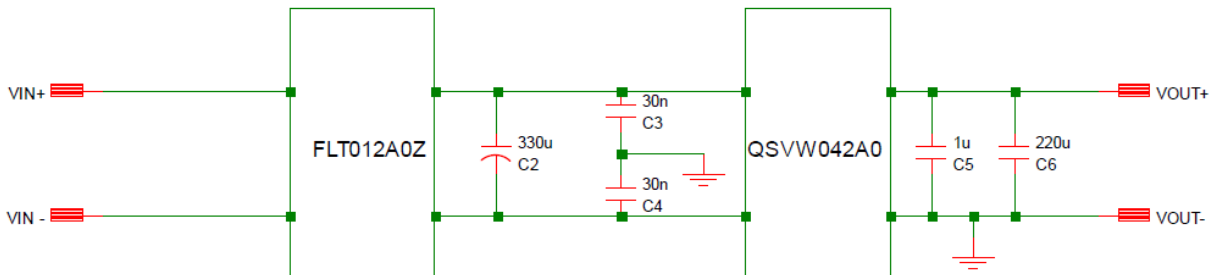 VIN+
VIN -
FLT012A0Z
330u
C2
30n
C3
30n
C4
QSVW042A0
1u
C5
220u
C6
VOUT+
VOUT-